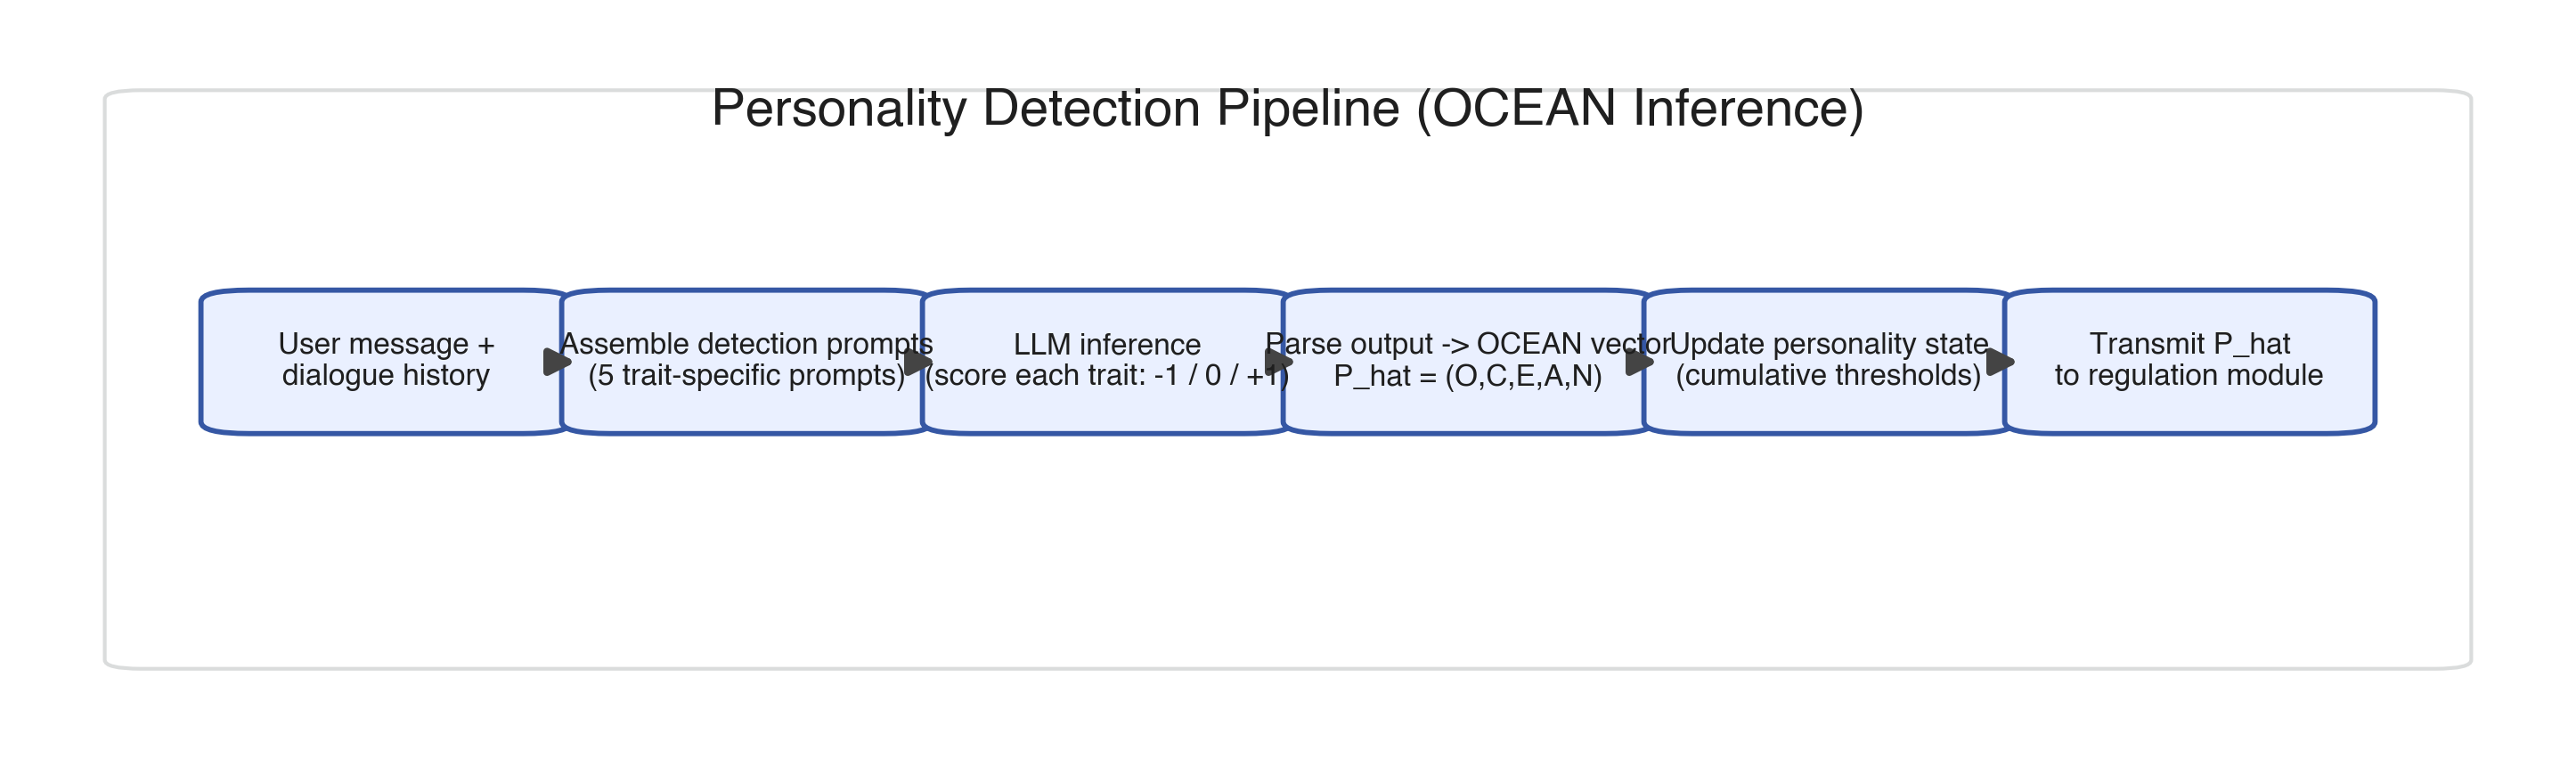 Personality Detection Pipeline (OCEAN Inference)
User message +
dialogue history
Assemble detection prompts
(5 trait-specific prompts)
LLM inference
(score each trait: -1 / 0 / +1)
Parse output -> OCEAN vector
P_hat = (O,C,E,A,N)
Update personality state
(cumulative thresholds)
Transmit P_hat
to regulation module